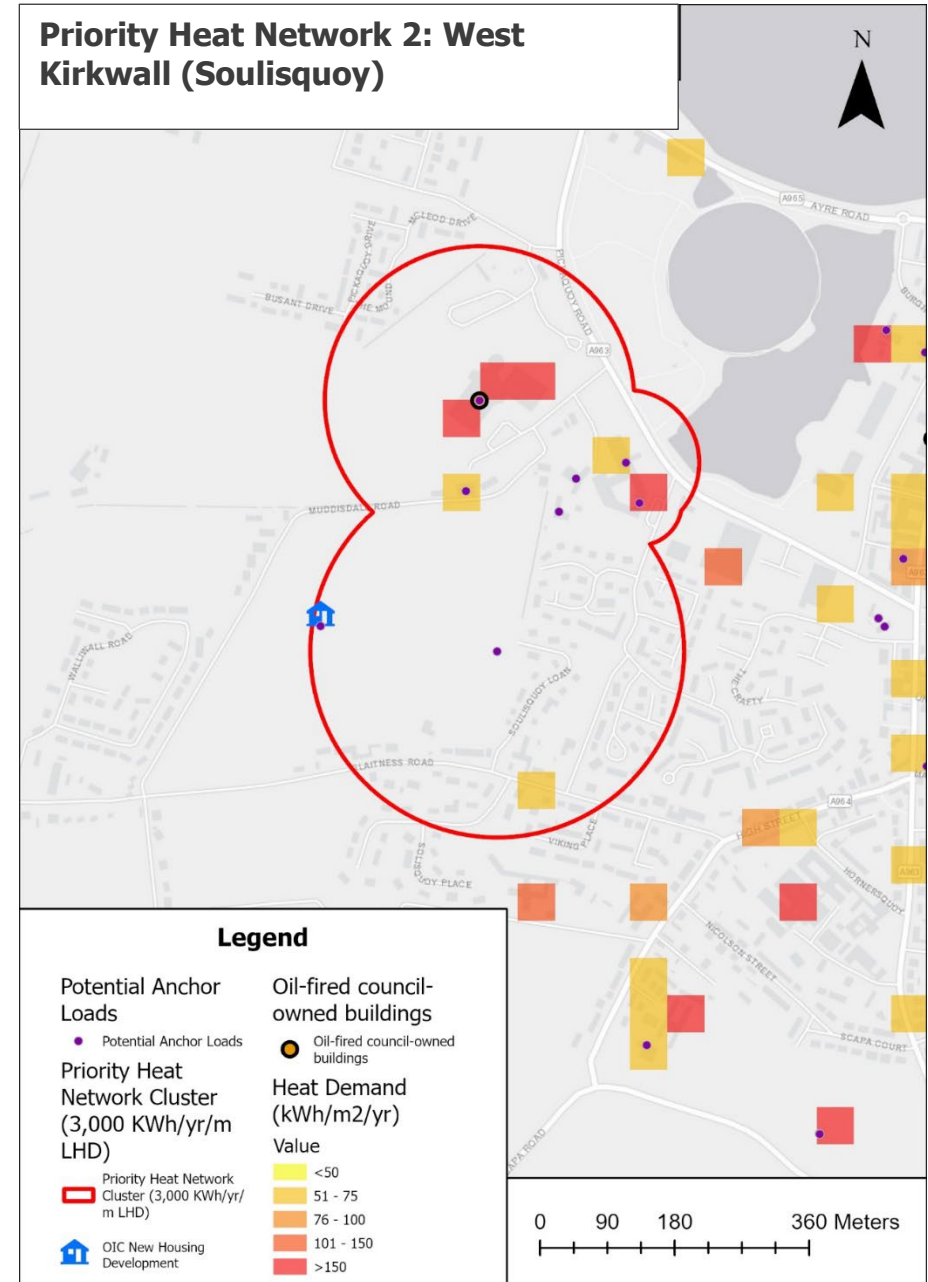 Priority Heat Network 2: West
Kirkwall (Soulisquoy)
N
A965
AYRE ROAD
MCLEOD DRIVE
PICKAQUOY DRIVE
BUSANT DRIVE
PICKAQUOY ROAD
A963
MUDDISDALE ROAD
WALLIWALL ROAD
SOULISQUOY LOAN
THE
CRAFTY
GLAITNESS ROAD
A964
HIGH STREET
VIKING PLACE
HORNERSQUOY
A963
NICOLSON STREET
SCAPA COURT
Legend
Potential Anchor
Loads
Potential Anchor Loads
Priority Heat
Network Cluster
(3,000 KWh/yr/m
LHD)
Priority Heat Network
Cluster (3,000 KWh/yr/
m LHD)
OIC New Housing
Development
Oil-fired council-
owned buildings
Oil-fired council-owned
buildings
Heat Demand
(kWh/m2/yr)
Value
<50
51 - 75
76 - 100
101 - 150
>150
0 90 180 360 Meters